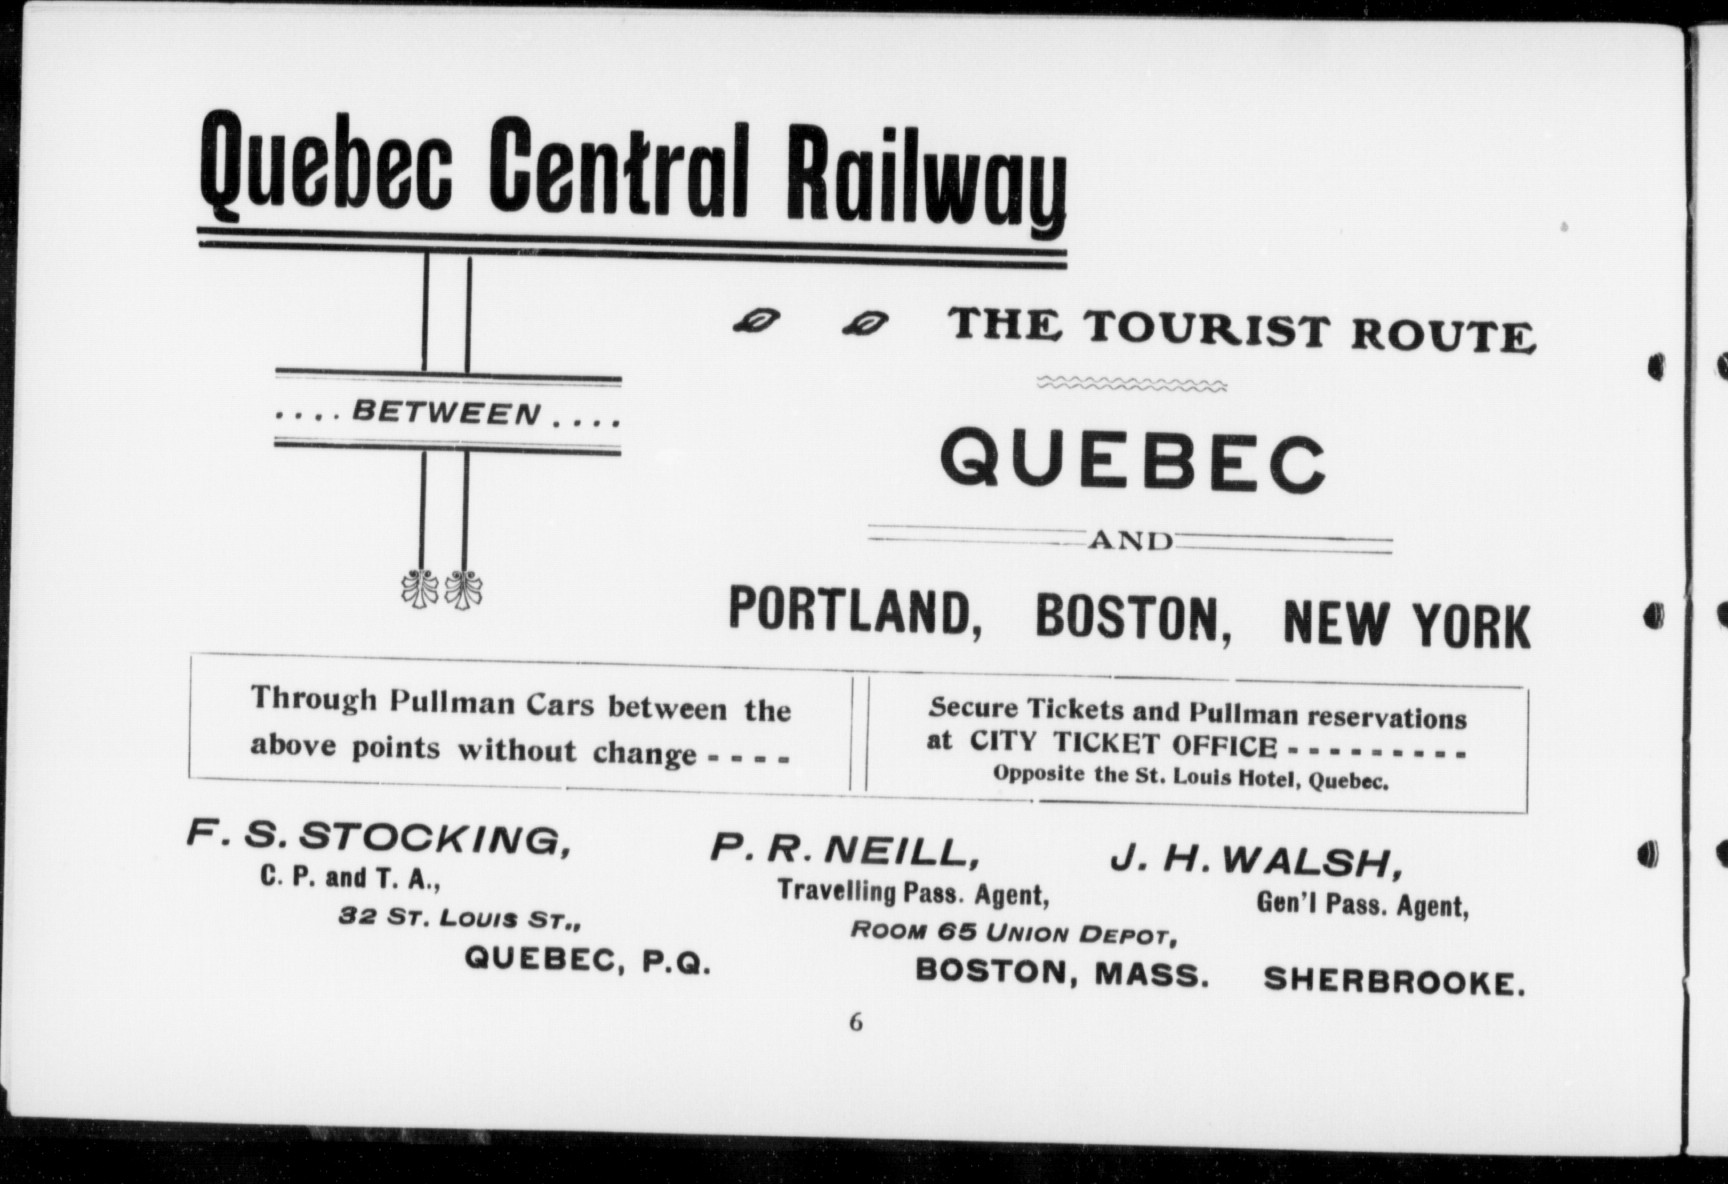 Quebec Central Railway
THE TOURIST ROUTE
.... BETWEEN ....
QUEBEC
AND
PORTLAND, BOSTON, NEW YORK
Through Pullman Cars between the
above points without change - - - -
Secure Tickets and Pullman reservations
at CITY TICKET OFFICE - - - - - - - - -
Opposite the St. Louis Hotel, Quebec.
F. S. STOCKING,
C. P. and T. A.,
32 ST. LOUIS ST.,
QUEBEC, P.Q.
P. R. NEILL,
Travelling Pass. Agent,
ROOM 65 UNION DEPOT,
BOSTON, MASS.
J. H. WALSH,
Gen'l Pass. Agent,
SHERBROOKE.
6